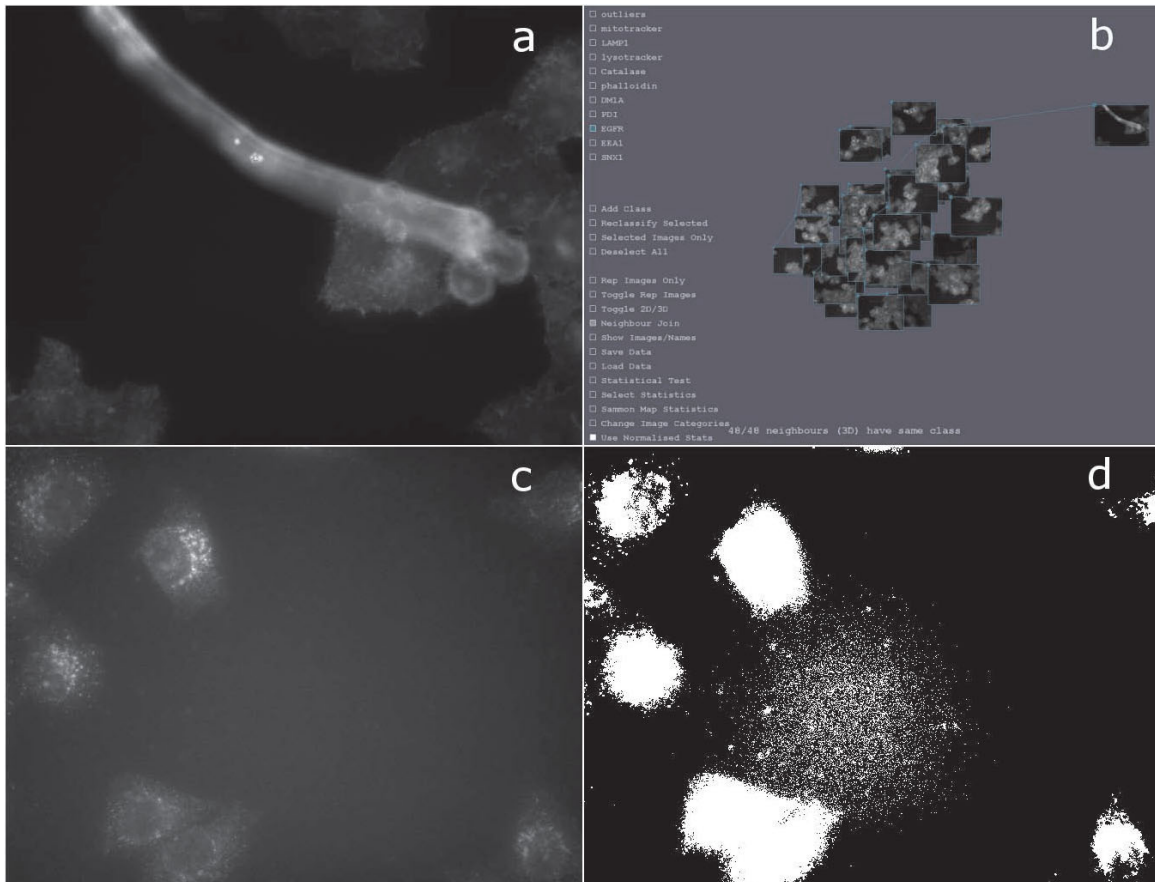 a
b
outliers
mitotracker
LAMP1
lysotracker
Catalase
phalloidin
DM1A
PDI
EGFR
EEA1
SNX1
Add Class
Reclassify Selected
Selected Images Only
Deselect All
Rep Images Only
Toggle Rep Images
Toggle 2D/3D
Neighbour Join
Show Images/Names
Save Data
Load Data
Statistical Test
Select Statistics
Sammon Map Statistics
Change Image Categories
Use Normalised Stats
48/48 neighbours (3D) have same class
c
d